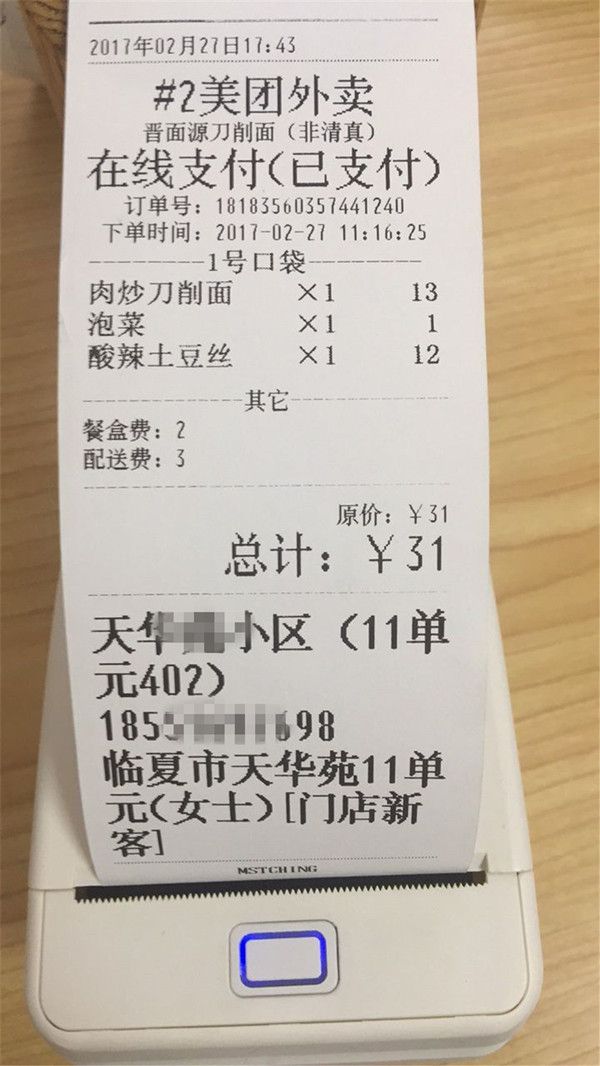 2017年02月27日17:43
#2美团外卖
晋面源刀削面（非清真）
在线支付(已支付)
订单号: 18183560357441240
下单时间: 2017-02-27 11:16:25
--------1号口袋--------
肉炒刀削面 ×1 13
泡菜 ×1 1
酸辣土豆丝 ×1 12
其它
餐盒费: 2
配送费: 3
原价: ￥31
总计: ￥31
天华 小区 (11单
元402)
185 698
临夏市天华苑11单
元(女士)[门店新
客]
MSTCHING